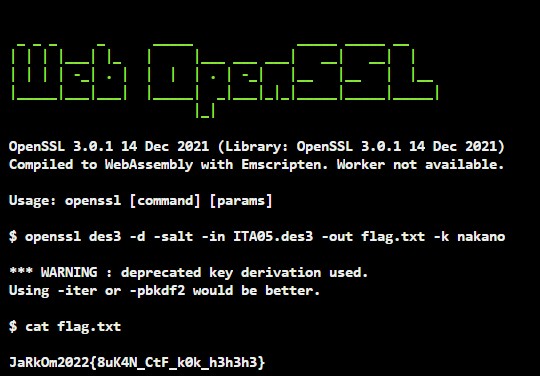 Web OpenSSL
OpenSSL 3.0.1 14 Dec 2021 (Library: OpenSSL 3.0.1 14 Dec 2021)
Compiled to WebAssembly with Emscripten. Worker not available.
Usage: openssl [command] [params]
$ openssl des3 -d -salt -in ITA05.des3 -out flag.txt -k nakano
*** WARNING : deprecated key derivation used.
Using -iter or -pbkdf2 would be better.
$ cat flag.txt
JaRkOm2022{8uK4N_CtF_k0k_h3h3h3}